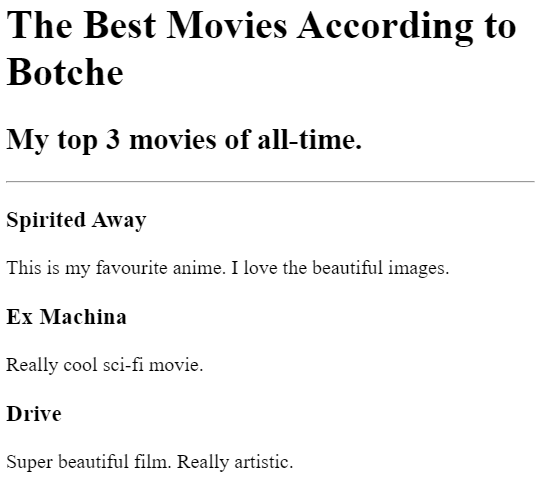 The Best Movies According to
Botche
My top 3 movies of all-time.
Spirited Away
This is my favourite anime. I love the beautiful images.
Ex Machina
Really cool sci-fi movie.
Drive
Super beautiful film. Really artistic.